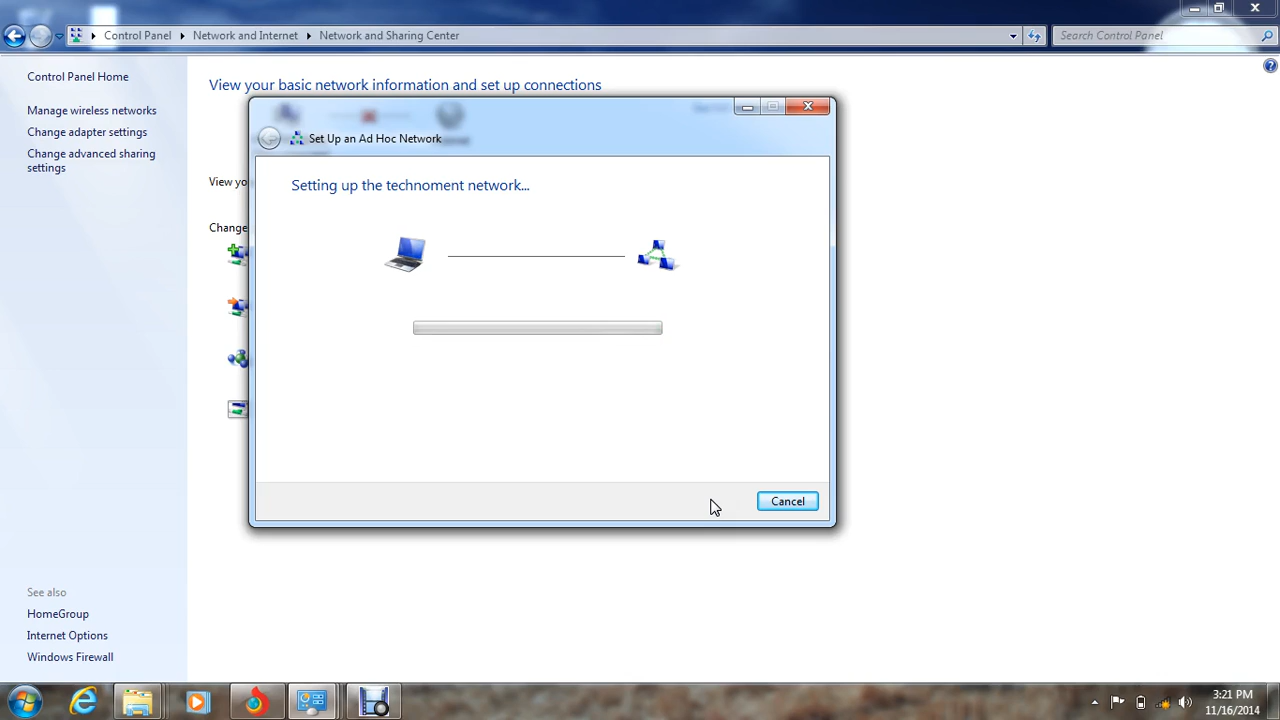 Control Panel
Network and Internet
Network and Sharing Center
Search Control Panel
Control Panel Home
View your basic network information and set up connections
Manage wireless networks
Change adapter settings
Change advanced sharing
settings
View you
Change
Set Up an Ad Hoc Network
Setting up the technoment network...
Cancel
See also
HomeGroup
Internet Options
Windows Firewall
3:21 PM
11/16/2014